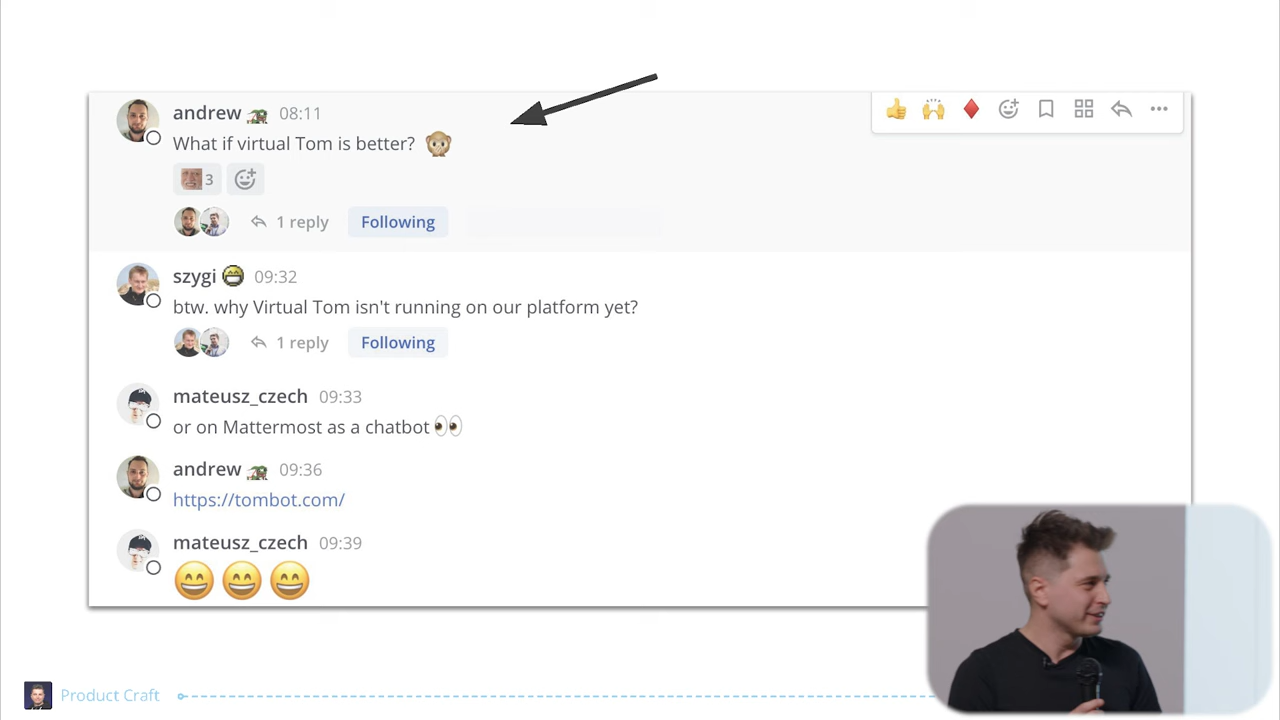 andrew 08:11
What if virtual Tom is better?
3
1 reply Following
szygi 09:32
btw. why Virtual Tom isn't running on our platform yet?
1 reply Following
mateusz_czech 09:33
or on Mattermost as a chatbot
andrew 09:36
https://tombot.com/
mateusz_czech 09:39
Product Craft